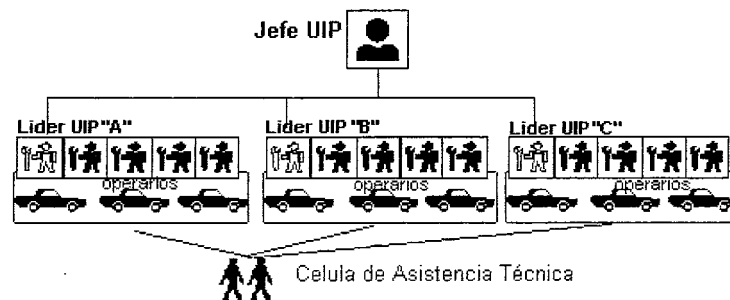 Jefe UIP
Lider UIP "A"
Lider UIP "B"
Lider UIP "C"
operarios
operarios
operarios
Celula de Asistencia Técnica